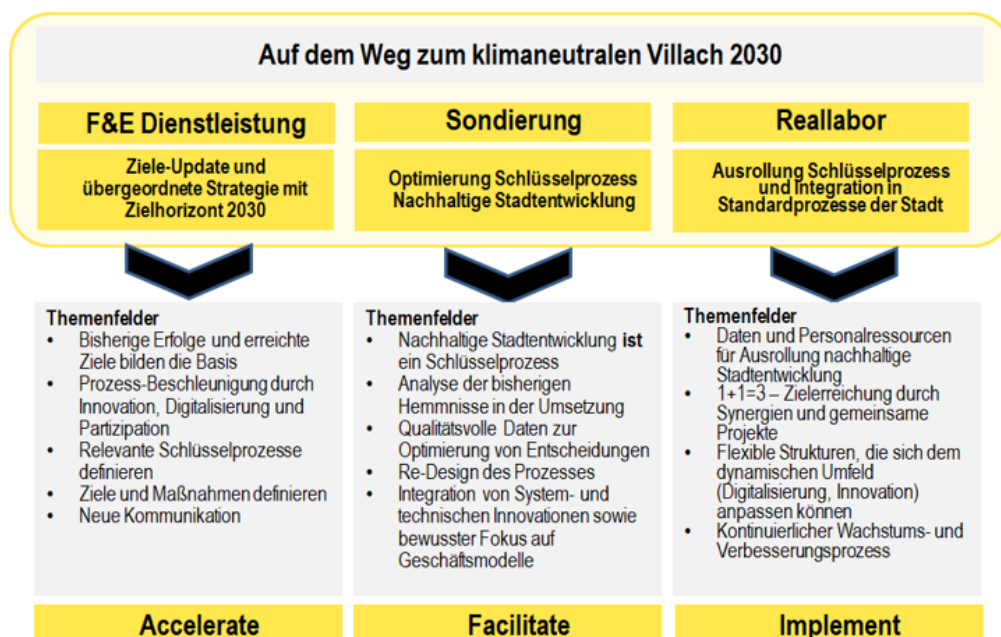 Auf dem Weg zum klimaneutralen Villach 2030
F&E Dienstleistung
Ziele-Update und
übergeordnete Strategie mit
Zielhorizont 2030
Sondierung
Optimierung Schlüsselprozess
Nachhaltige Stadtentwicklung
Reallabor
Ausrollung Schlüsselprozess
und Integration in
Standardprozesse der Stadt
Themenfelder
• Bisherige Erfolge und erreichte
Ziele bilden die Basis
• Prozess-Beschleunigung durch
Innovation, Digitalisierung und
Partizipation
• Relevante Schlüsselprozesse
definieren
• Ziele und Maßnahmen definieren
• Neue Kommunikation
Themenfelder
• Nachhaltige Stadtentwicklung ist
ein Schlüsselprozess
• Analyse der bisherigen
Hemmnisse in der Umsetzung
• Qualitätsvolle Daten zur
Optimierung von Entscheidungen
• Re-Design des Prozesses
• Integration von System- und
technischen Innovationen sowie
bewusster Fokus auf
Geschäftsmodelle
Themenfelder
• Daten und Personalressourcen
für Ausrollung nachhaltige
Stadtentwicklung
• 1+1=3 – Zielerreichung durch
Synergien und gemeinsame
Projekte
• Flexible Strukturen, die sich dem
dynamischen Umfeld
(Digitalisierung, Innovation)
anpassen können
• Kontinuierlicher Wachstums- und
Verbesserungsprozess
Accelerate
Facilitate
Implement